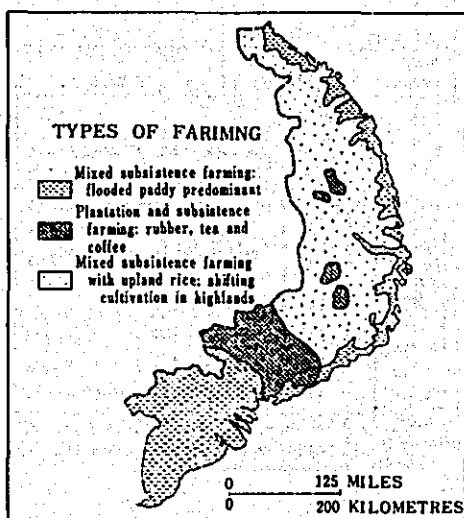 TYPES OF FARIMNG
Mixed subsistence farming:
flooded paddy predominant
Plantation and subsistence
farming: rubber, tea and
coffee
Mixed subsistence farming
with upland rice; shifting
cultivation in highlands
0 125 MILES
0 200 KILOMETRES